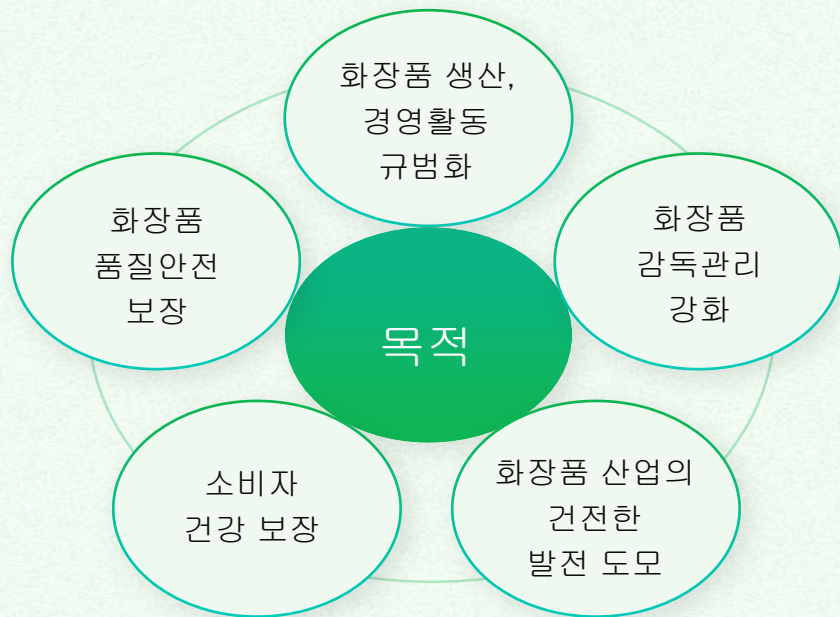 화장품 생산,
경영활동
규범화
화장품
품질안전
보장
화장품
감독관리
강화
목적
소비자
건강 보장
화장품 산업의
건전한
발전 도모